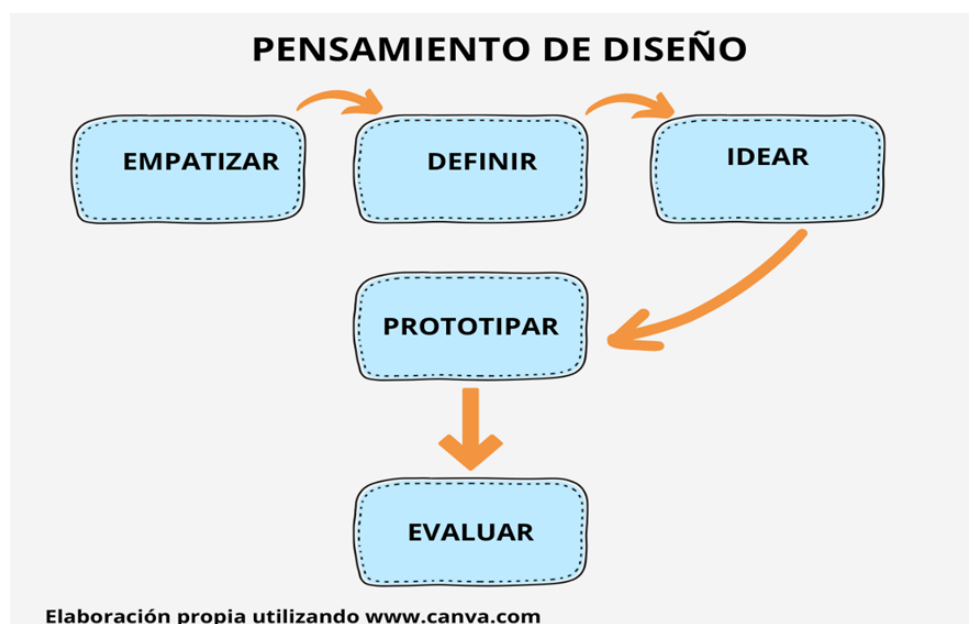 PENSAMIENTO DE DISEÑO
EMPATIZAR
DEFINIR
IDEAR
PROTOTIPAR
EVALUAR
Elaboración propia utilizando www.canva.com